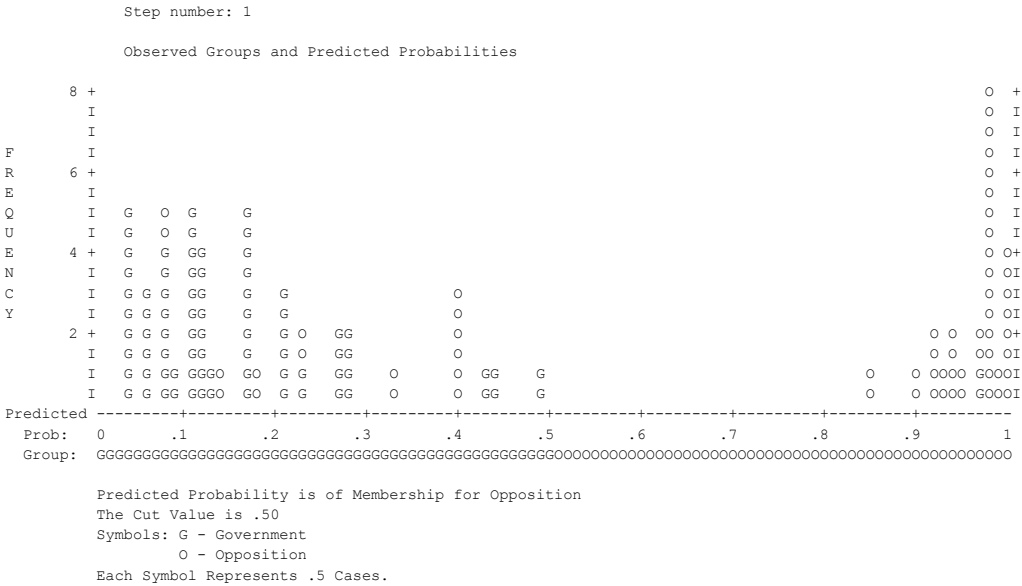 Step number: 1

             Observed Groups and Predicted Probabilities

       8 +                                                                                                 O  +
         I                                                                                                 O  I
         I                                                                                                 O  I
F        I                                                                                                 O  I
R      6 +                                                                                                 O  +
E        I                                                                                                 O  I
Q        I   G   O  G     G                                                                                O  I
U        I   G   O  G     G                                                                                O  I
E      4 +   G   G  GG    G                                                                                O O+
N        I   G   G  GG    G                                                                                O OI
C        I   G G G  GG    G   G                  O                                                         O OI
Y        I   G G G  GG    G   G                  O                                                         O OI
       2 +   G G G  GG    G   G O   GG           O                                                   O O  OO O+
         I   G G G  GG    G   G O   GG           O                                                   O O  OO OI
         I   G G GG GGGO  GO  G G   GG    O      O  GG    G                                   O    O OOOO GOOOI
         I   G G GG GGGO  GO  G G   GG    O      O  GG    G                                   O    O OOOO GOOOI
Predicted ---------+---------+---------+---------+---------+---------+---------+---------+---------+----------
  Prob:   0       .1        .2        .3        .4        .5        .6        .7        .8        .9         1
  Group:  GGGGGGGGGGGGGGGGGGGGGGGGGGGGGGGGGGGGGGGGGGGGGGGGGGOOOOOOOOOOOOOOOOOOOOOOOOOOOOOOOOOOOOOOOOOOOOOOOOOO

          Predicted Probability is of Membership for Opposition
          The Cut Value is .50
          Symbols: G - Government
                   O - Opposition
          Each Symbol Represents .5 Cases.